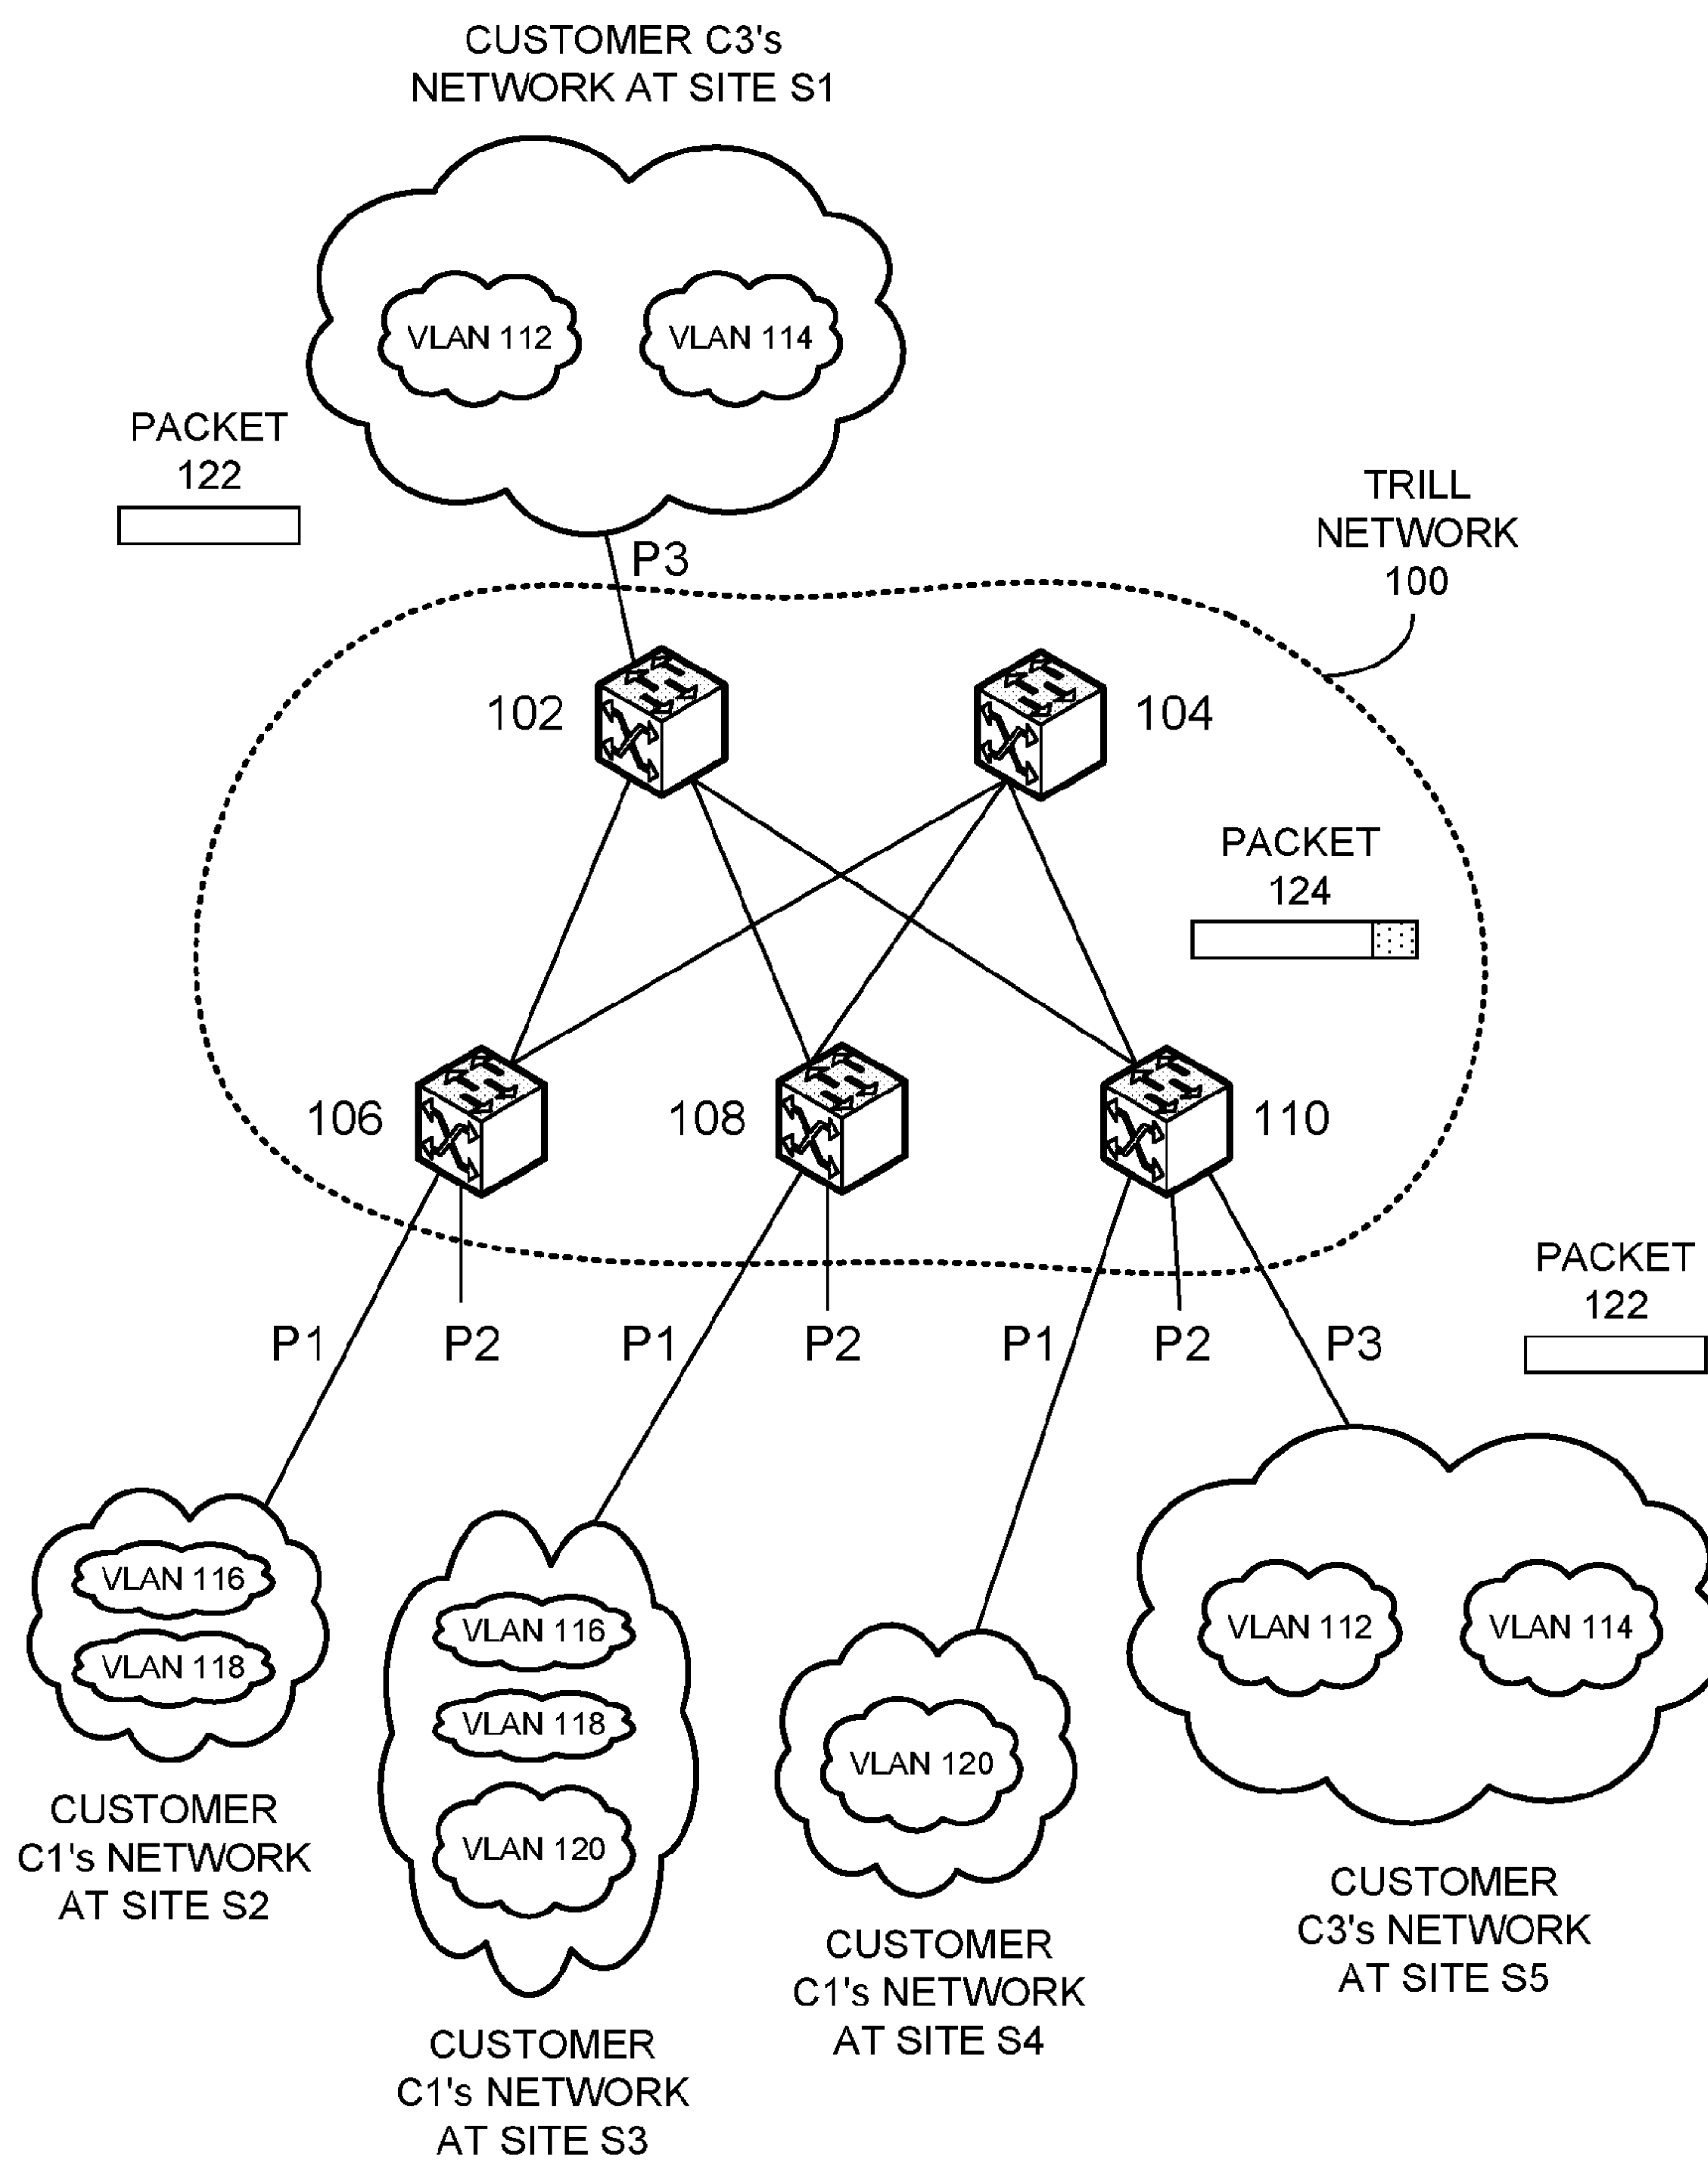 CUSTOMER C3's
NETWORK AT SITE S1
VLAN 112
VLAN 114
PACKET
122
P3
TRILL
NETWORK
100
102
104
PACKET
124
106
108
110
PACKET
122
P1
P2
P1
P2
P1
P2
P3
VLAN 116
VLAN 118
VLAN 116
VLAN 118
VLAN 120
VLAN 120
VLAN 112
VLAN 114
CUSTOMER
C1's NETWORK
AT SITE S2
CUSTOMER
C1's NETWORK
AT SITE S3
CUSTOMER
C1's NETWORK
AT SITE S4
CUSTOMER
C3's NETWORK
AT SITE S5